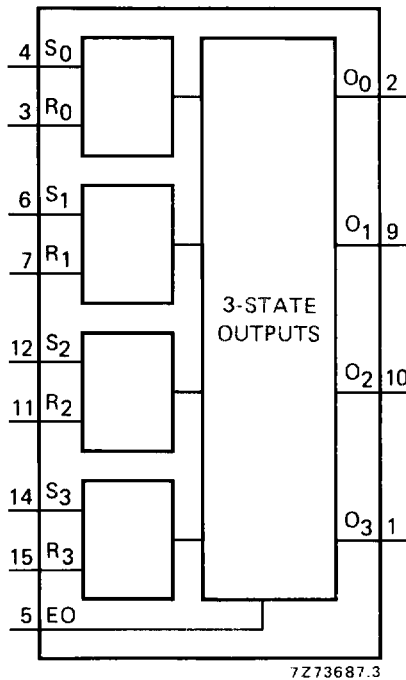 4 S0 O0 2
3 R0
6 S1 O1 9
7 R1
3-STATE
OUTPUTS
12 S2 O2 10
11 R2
14 S3 O3 1
15 R3
5 EO
7Z73687.3